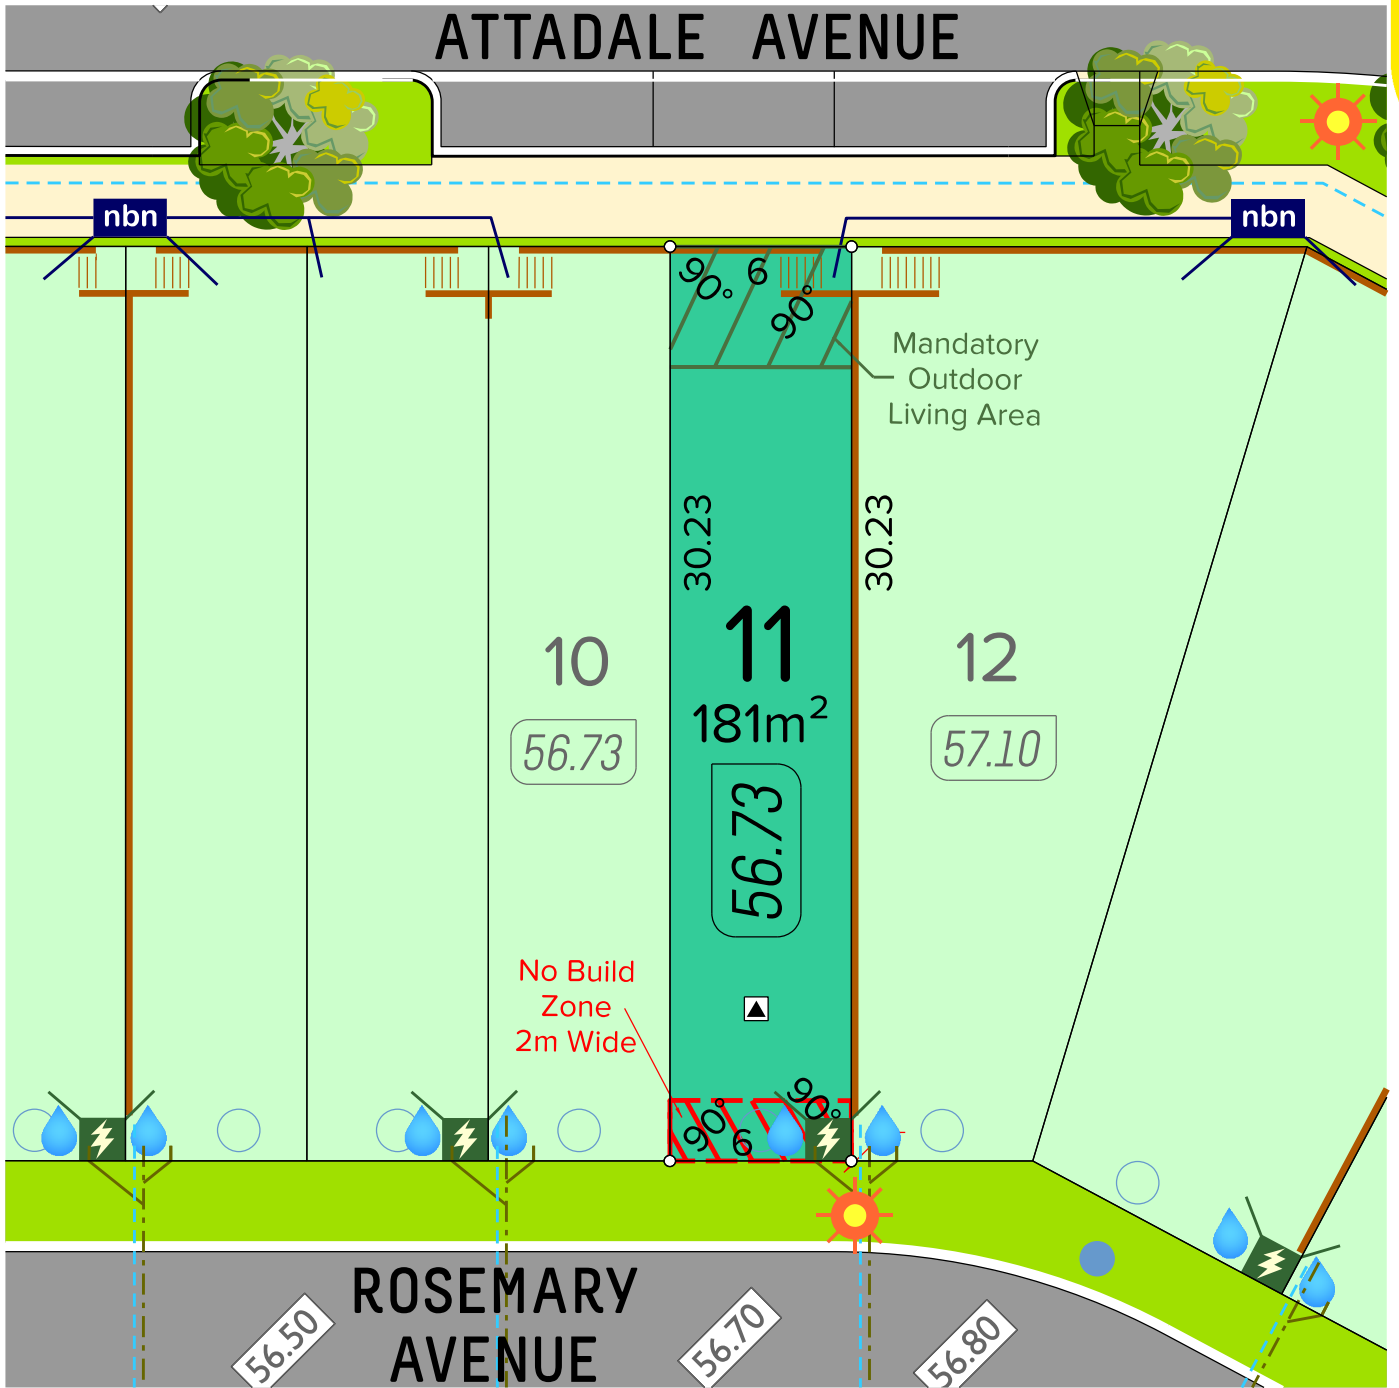 ATTADALE AVENUE
nbn
nbn
90°
6
90°
Mandatory
Outdoor
Living Area
30.23
30.23
11
181m²
56.73
10
56.73
12
57.10
No Build
Zone
2m Wide
90°
6
90°
ROSEMARY
AVENUE
56.50
56.70
56.80